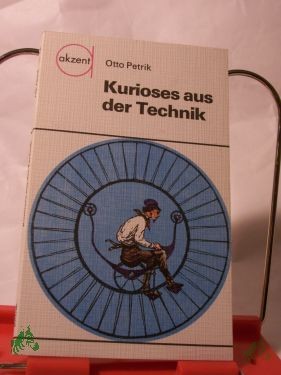 akzent
Otto Petrik
Kurioses aus
der Technik